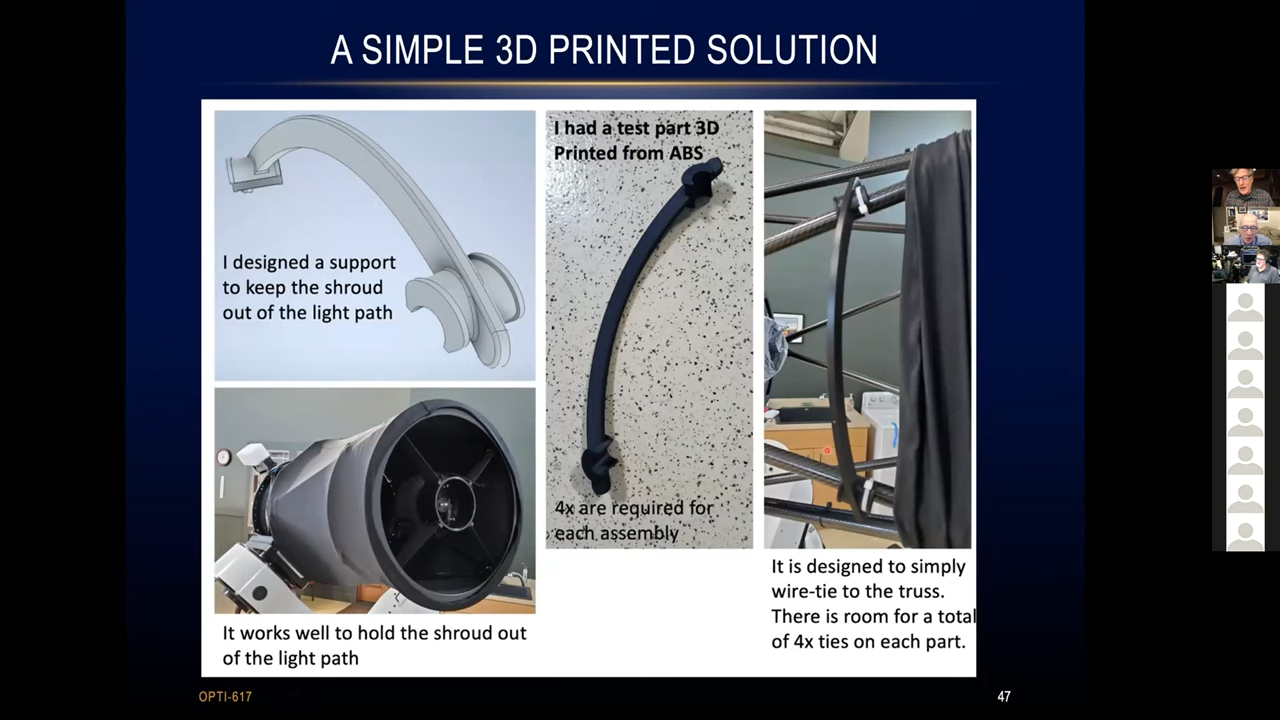 A SIMPLE 3D PRINTED SOLUTION
I designed a support
to keep the shroud
out of the light path
It works well to hold the shroud out
of the light path
I had a test part 3D
Printed from ABS
4x are required for
each assembly
It is designed to simply
wire-tie to the truss.
There is room for a total
of 4x ties on each part.
OPTI-617
47